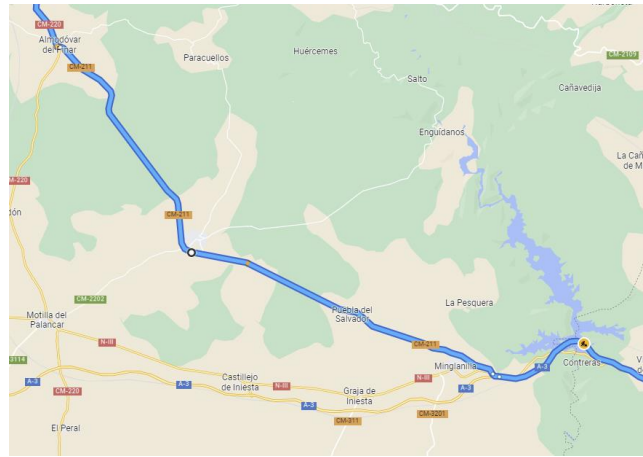 CM-220
Almodóvar
del Pinar
CM-211
Paracuellos
Huércemes
CM-2109
Salto
Cañavedija
Enguídanos
La Cañ
de M
M-220
dón
CM-211
CM-2202
Motilla del
Palancar
La Pesquera
Puebla del
Salvador
CM-211
N-III
3114
Minglanilla
Contreras
V
d
A-3
A-3
Castillejo
de Iniesta
N-III
N-III
A-3
A-3
CM-220
Graja de
Iniesta
CM-3201
CM-311
El Peral